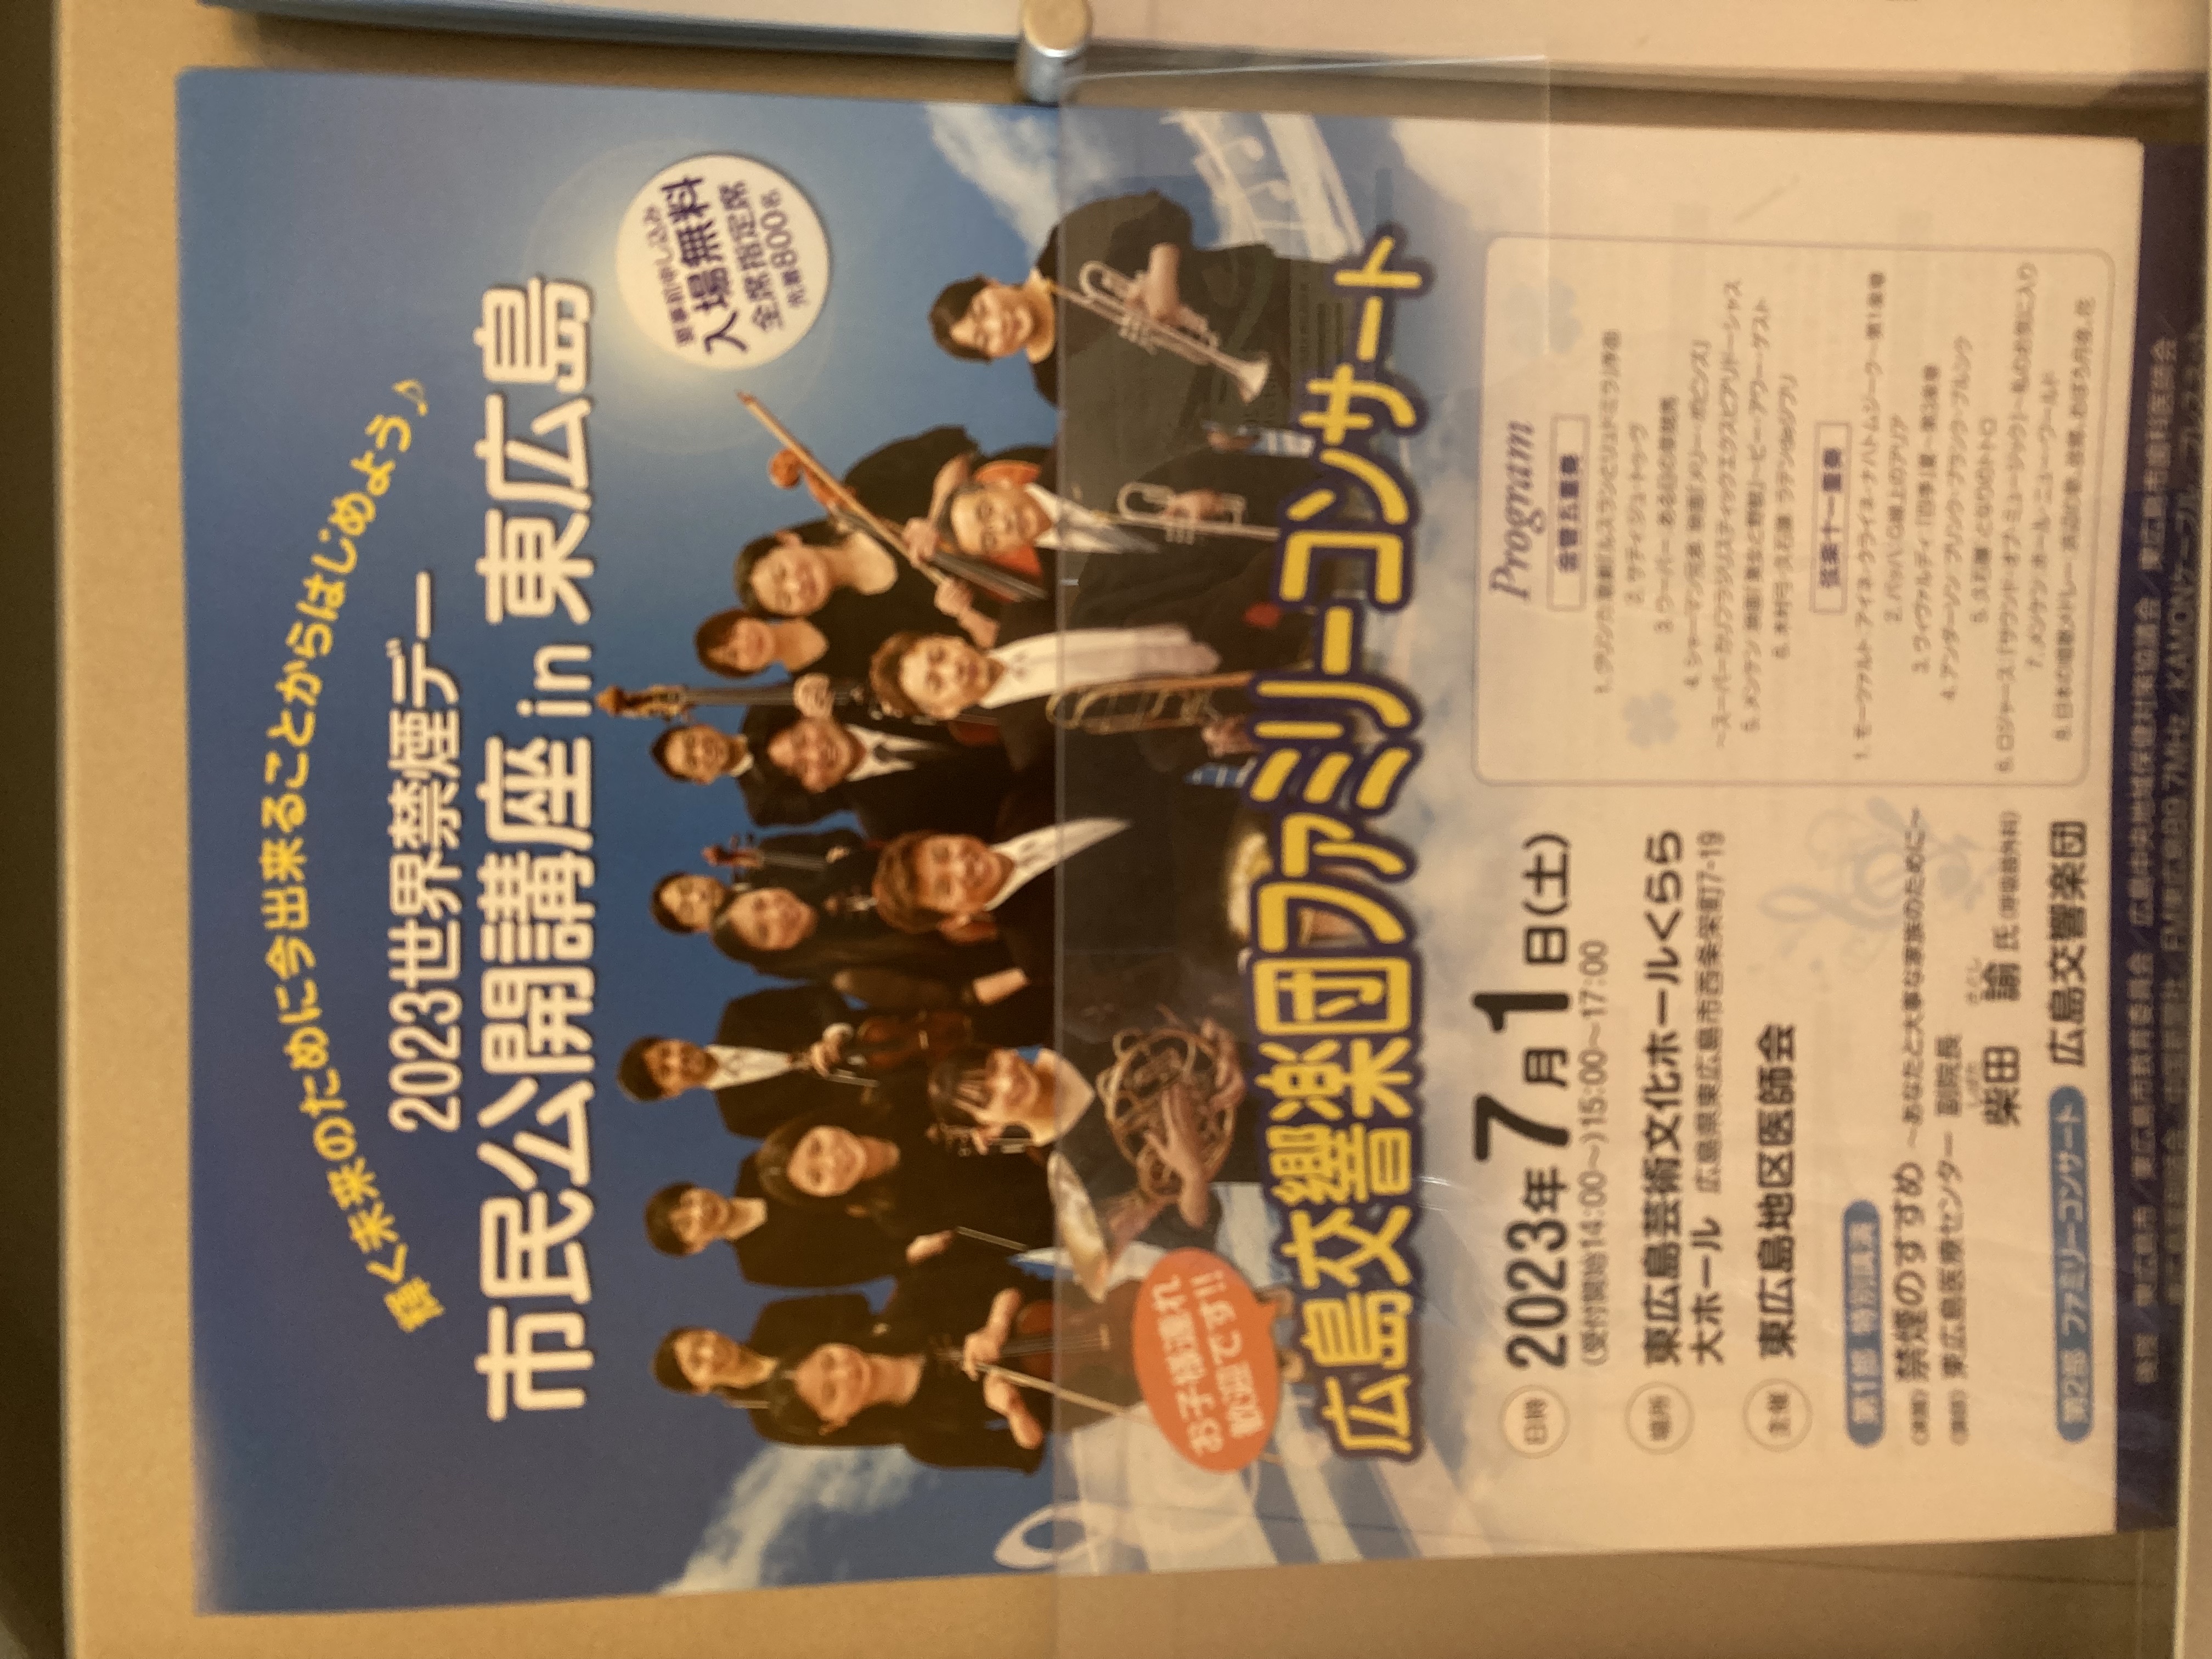 輝く未来のために今出来ることからはじめよう♪
2023世界禁煙デー
市民公開講座 in 東広島
要事前申し込み
入場無料
全席指定席
先着800名
お子様連れ
歓迎です!!
広島交響楽団ファミリーコンサート
日時 2023年7月1日(土)
(受付開始14:00～)15:00～17:00
場所 東広島芸術文化ホールくらら
大ホール 広島県東広島市西条栄町7-19
主催 東広島地区医師会
第1部 特別講演
(演題) 禁煙のすすめ ～あなたと大事な家族のために～
(講師) 東広島医療センター 副院長
しばた さとし
柴田 諭 氏(呼吸器外科)
第2部 ファミリーコンサート 広島交響楽団
Program
金管五重奏
1. グリンカ:歌劇「ルスランとリュドミラ」序曲
2. サティ:ジュ・トゥ・ヴ
3. ウーバー:ある日の草競馬
4. シャーマン兄弟:映画「メリー・ポピンズ」
～スーパーカリフラジリスティックエクスピアリドーシャス
5. メンケン:映画「美女と野獣」～ビー・アワー・ゲスト
6. 木村弓・久石譲:ラテンdeジブリ
弦楽十一重奏
1. モーツァルト:アイネ・クライネ・ナハトムジーク～第1楽章
2. バッハ:G線上のアリア
3. ヴィヴァルディ:「四季」夏～第3楽章
4. アンダーソン:プリンク・プランク・プルンク
5. 久石譲:となりのトトロ
6. ロジャース:「サウンド・オブ・ミュージック」～私のお気に入り
7. メンケン:ホール・ニュー・ワールド
8. 日本の唱歌メドレー:浜辺の歌、故郷、おぼろ月夜、花
後援／東広島市／東広島市教育委員会／広島中央地域保健対策協議会／東広島市歯科医師会／
東広島薬剤師会／中国新聞社／FM東広島89.7MHz／KAMONケーブル／プレスネット